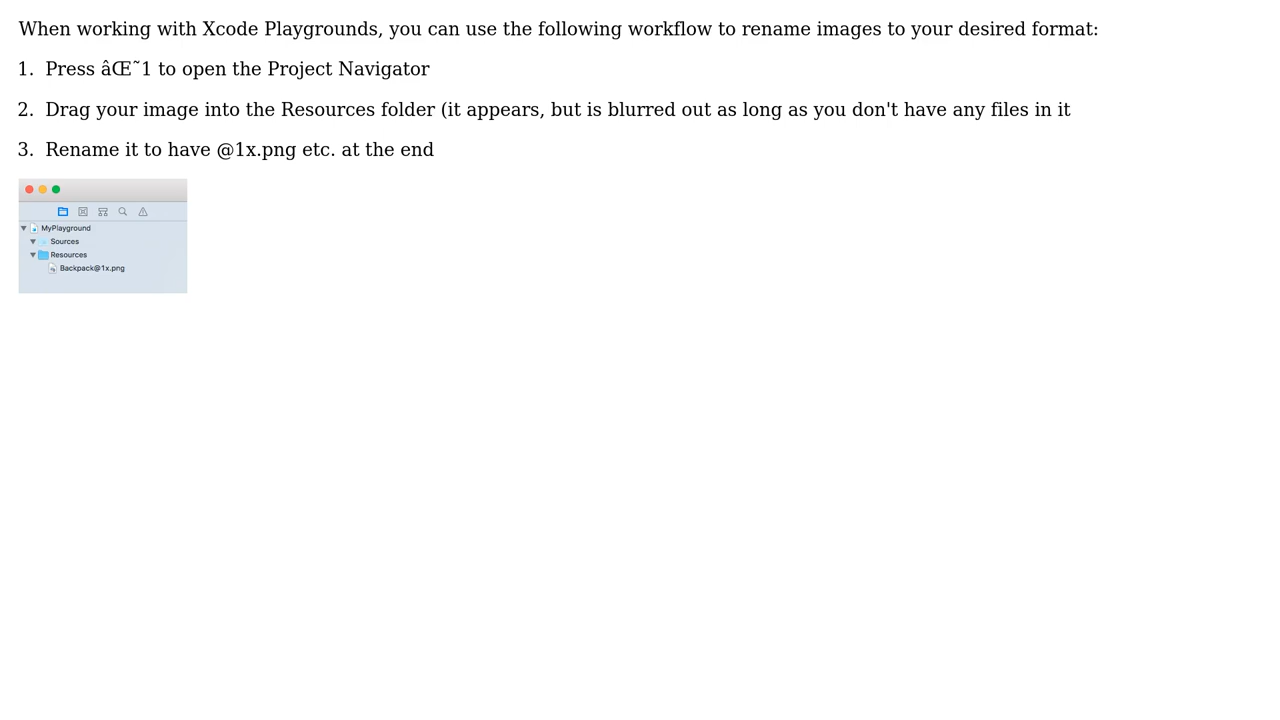 When working with Xcode Playgrounds, you can use the following workflow to rename images to your desired format:
1. Press âŒ˜1 to open the Project Navigator
2. Drag your image into the Resources folder (it appears, but is blurred out as long as you don't have any files in it
3. Rename it to have @1x.png etc. at the end
MyPlayground
Sources
Resources
Backpack@1x.png